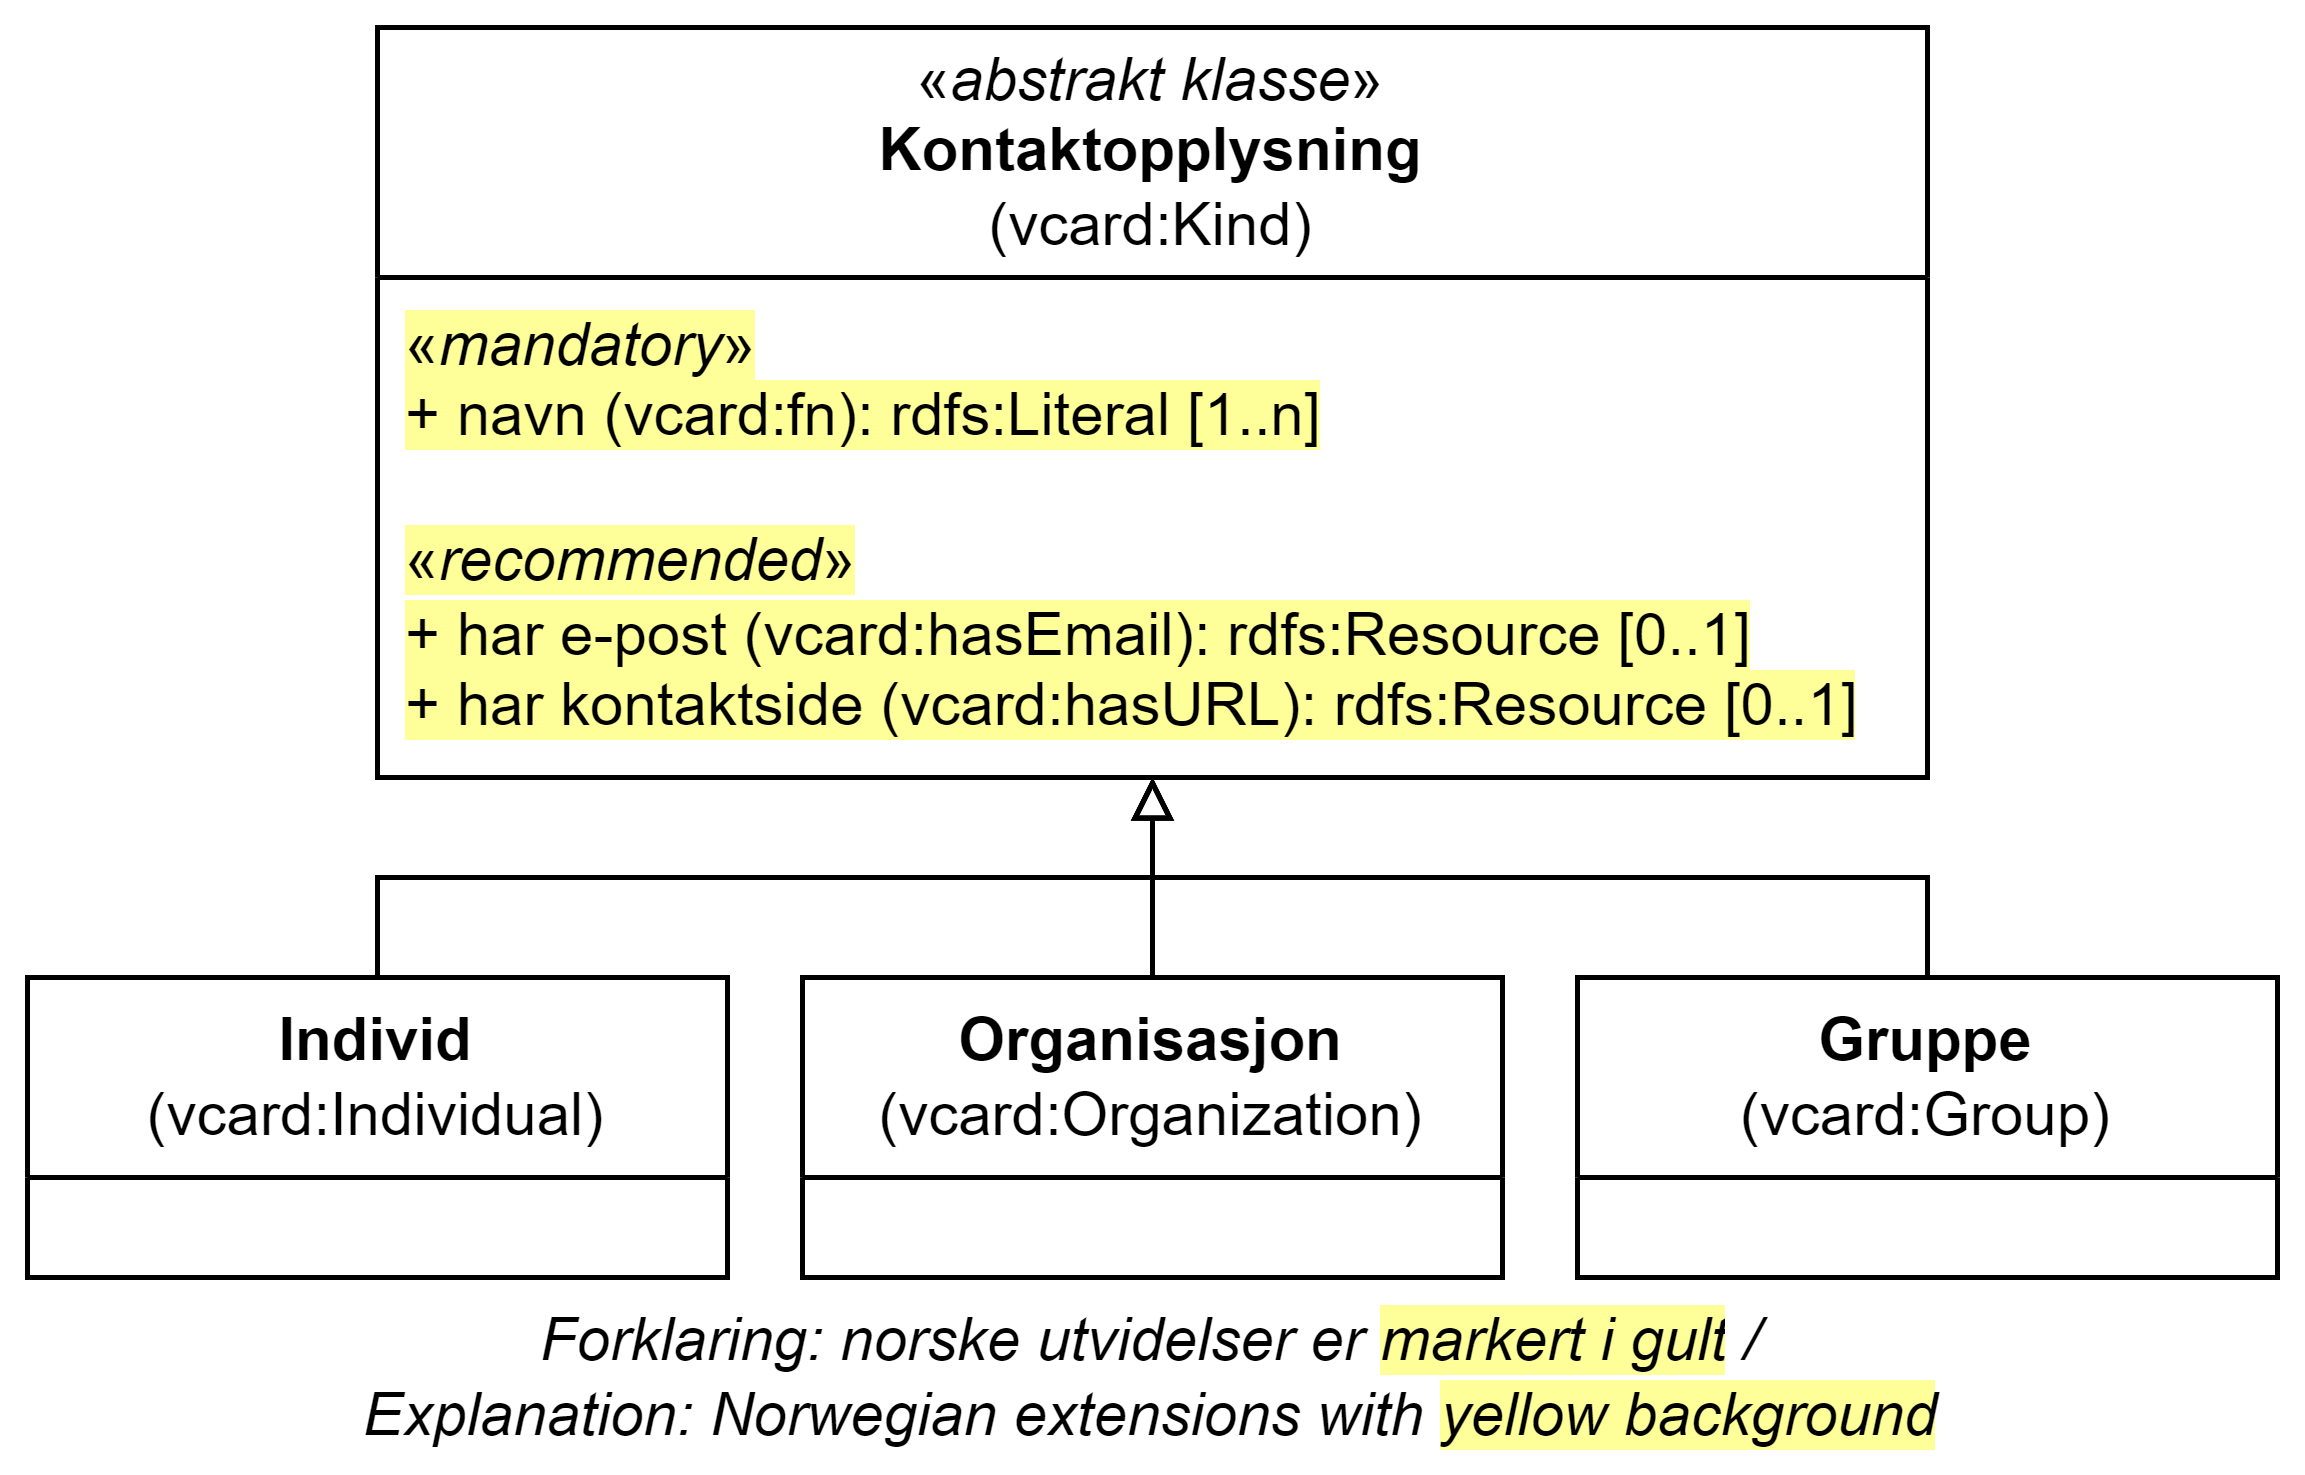 «abstrakt klasse»
Kontaktopplysning
(vcard:Kind)
«mandatory»
+ navn (vcard:fn): rdfs:Literal [1..n]
«recommended»
+ har e-post (vcard:hasEmail): rdfs:Resource [0..1]
+ har kontaktside (vcard:hasURL): rdfs:Resource [0..1]
Individ
(vcard:Individual)
Organisasjon
(vcard:Organization)
Gruppe
(vcard:Group)
Forklaring: norske utvidelser er markert i gult /
Explanation: Norwegian extensions with yellow background